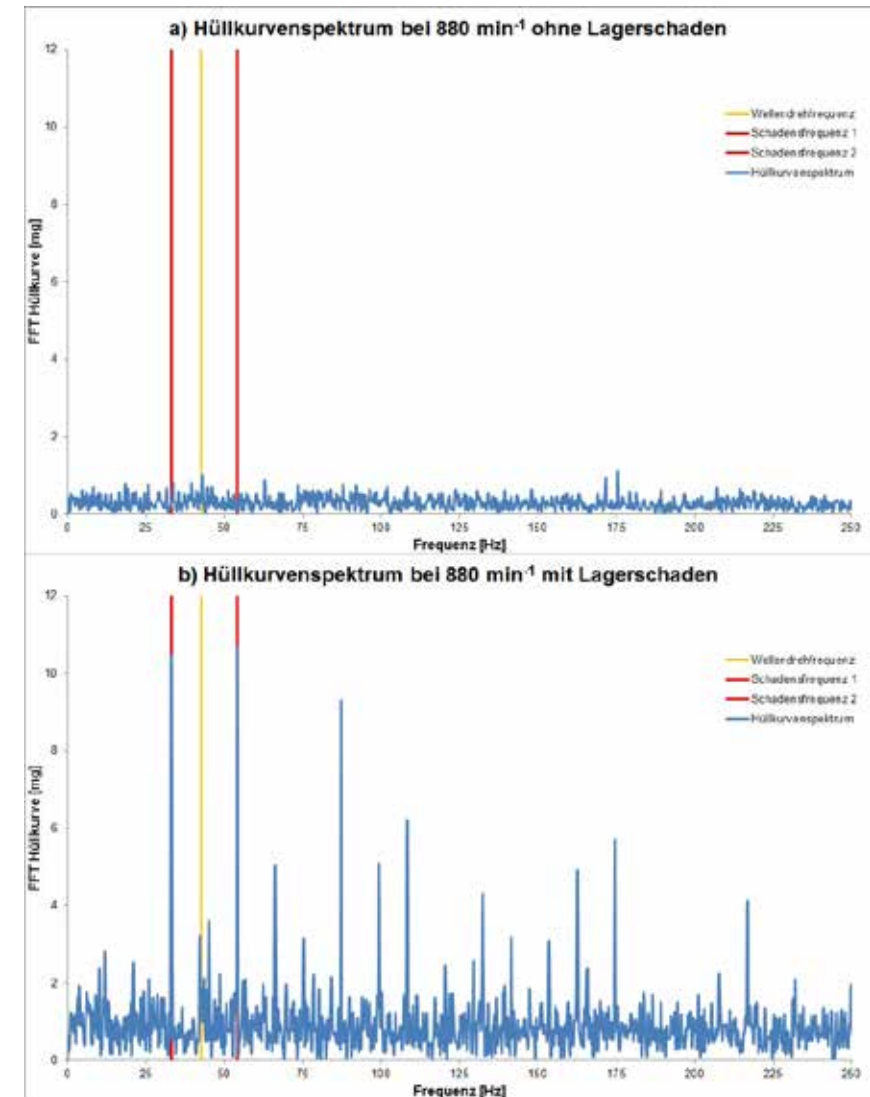 a) Hüllkurvenspektrum bei 880 min⁻¹ ohne Lagerschaden
12
10
8
6
4
2
0
FFT Hüllkurve [mg]
Wellendrehfrequenz
Schadensfrequenz 1
Schadensfrequenz 2
Hüllkurvenspektrum
0 25 50 75 100 125 150 175 200 225 250
Frequenz [Hz]
b) Hüllkurvenspektrum bei 880 min⁻¹ mit Lagerschaden
12
10
8
6
4
2
0
FFT Hüllkurve [mg]
Wellendrehfrequenz
Schadensfrequenz 1
Schadensfrequenz 2
Hüllkurvenspektrum
0 25 50 75 100 125 150 175 200 225 250
Frequenz [Hz]